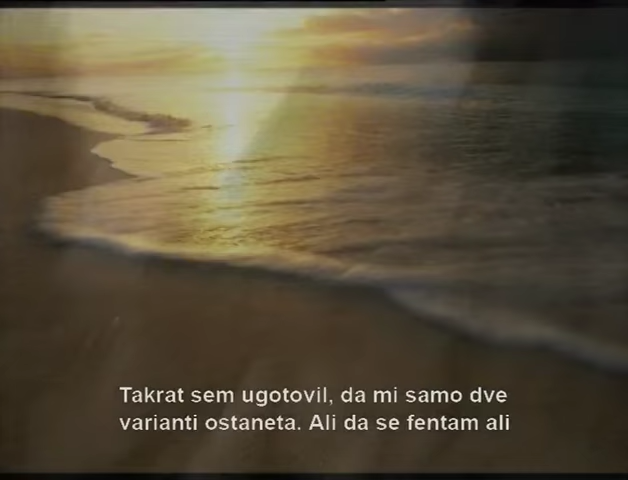 Takrat sem ugotovil, da mi samo dve
varianti ostaneta. Ali da se fentam ali